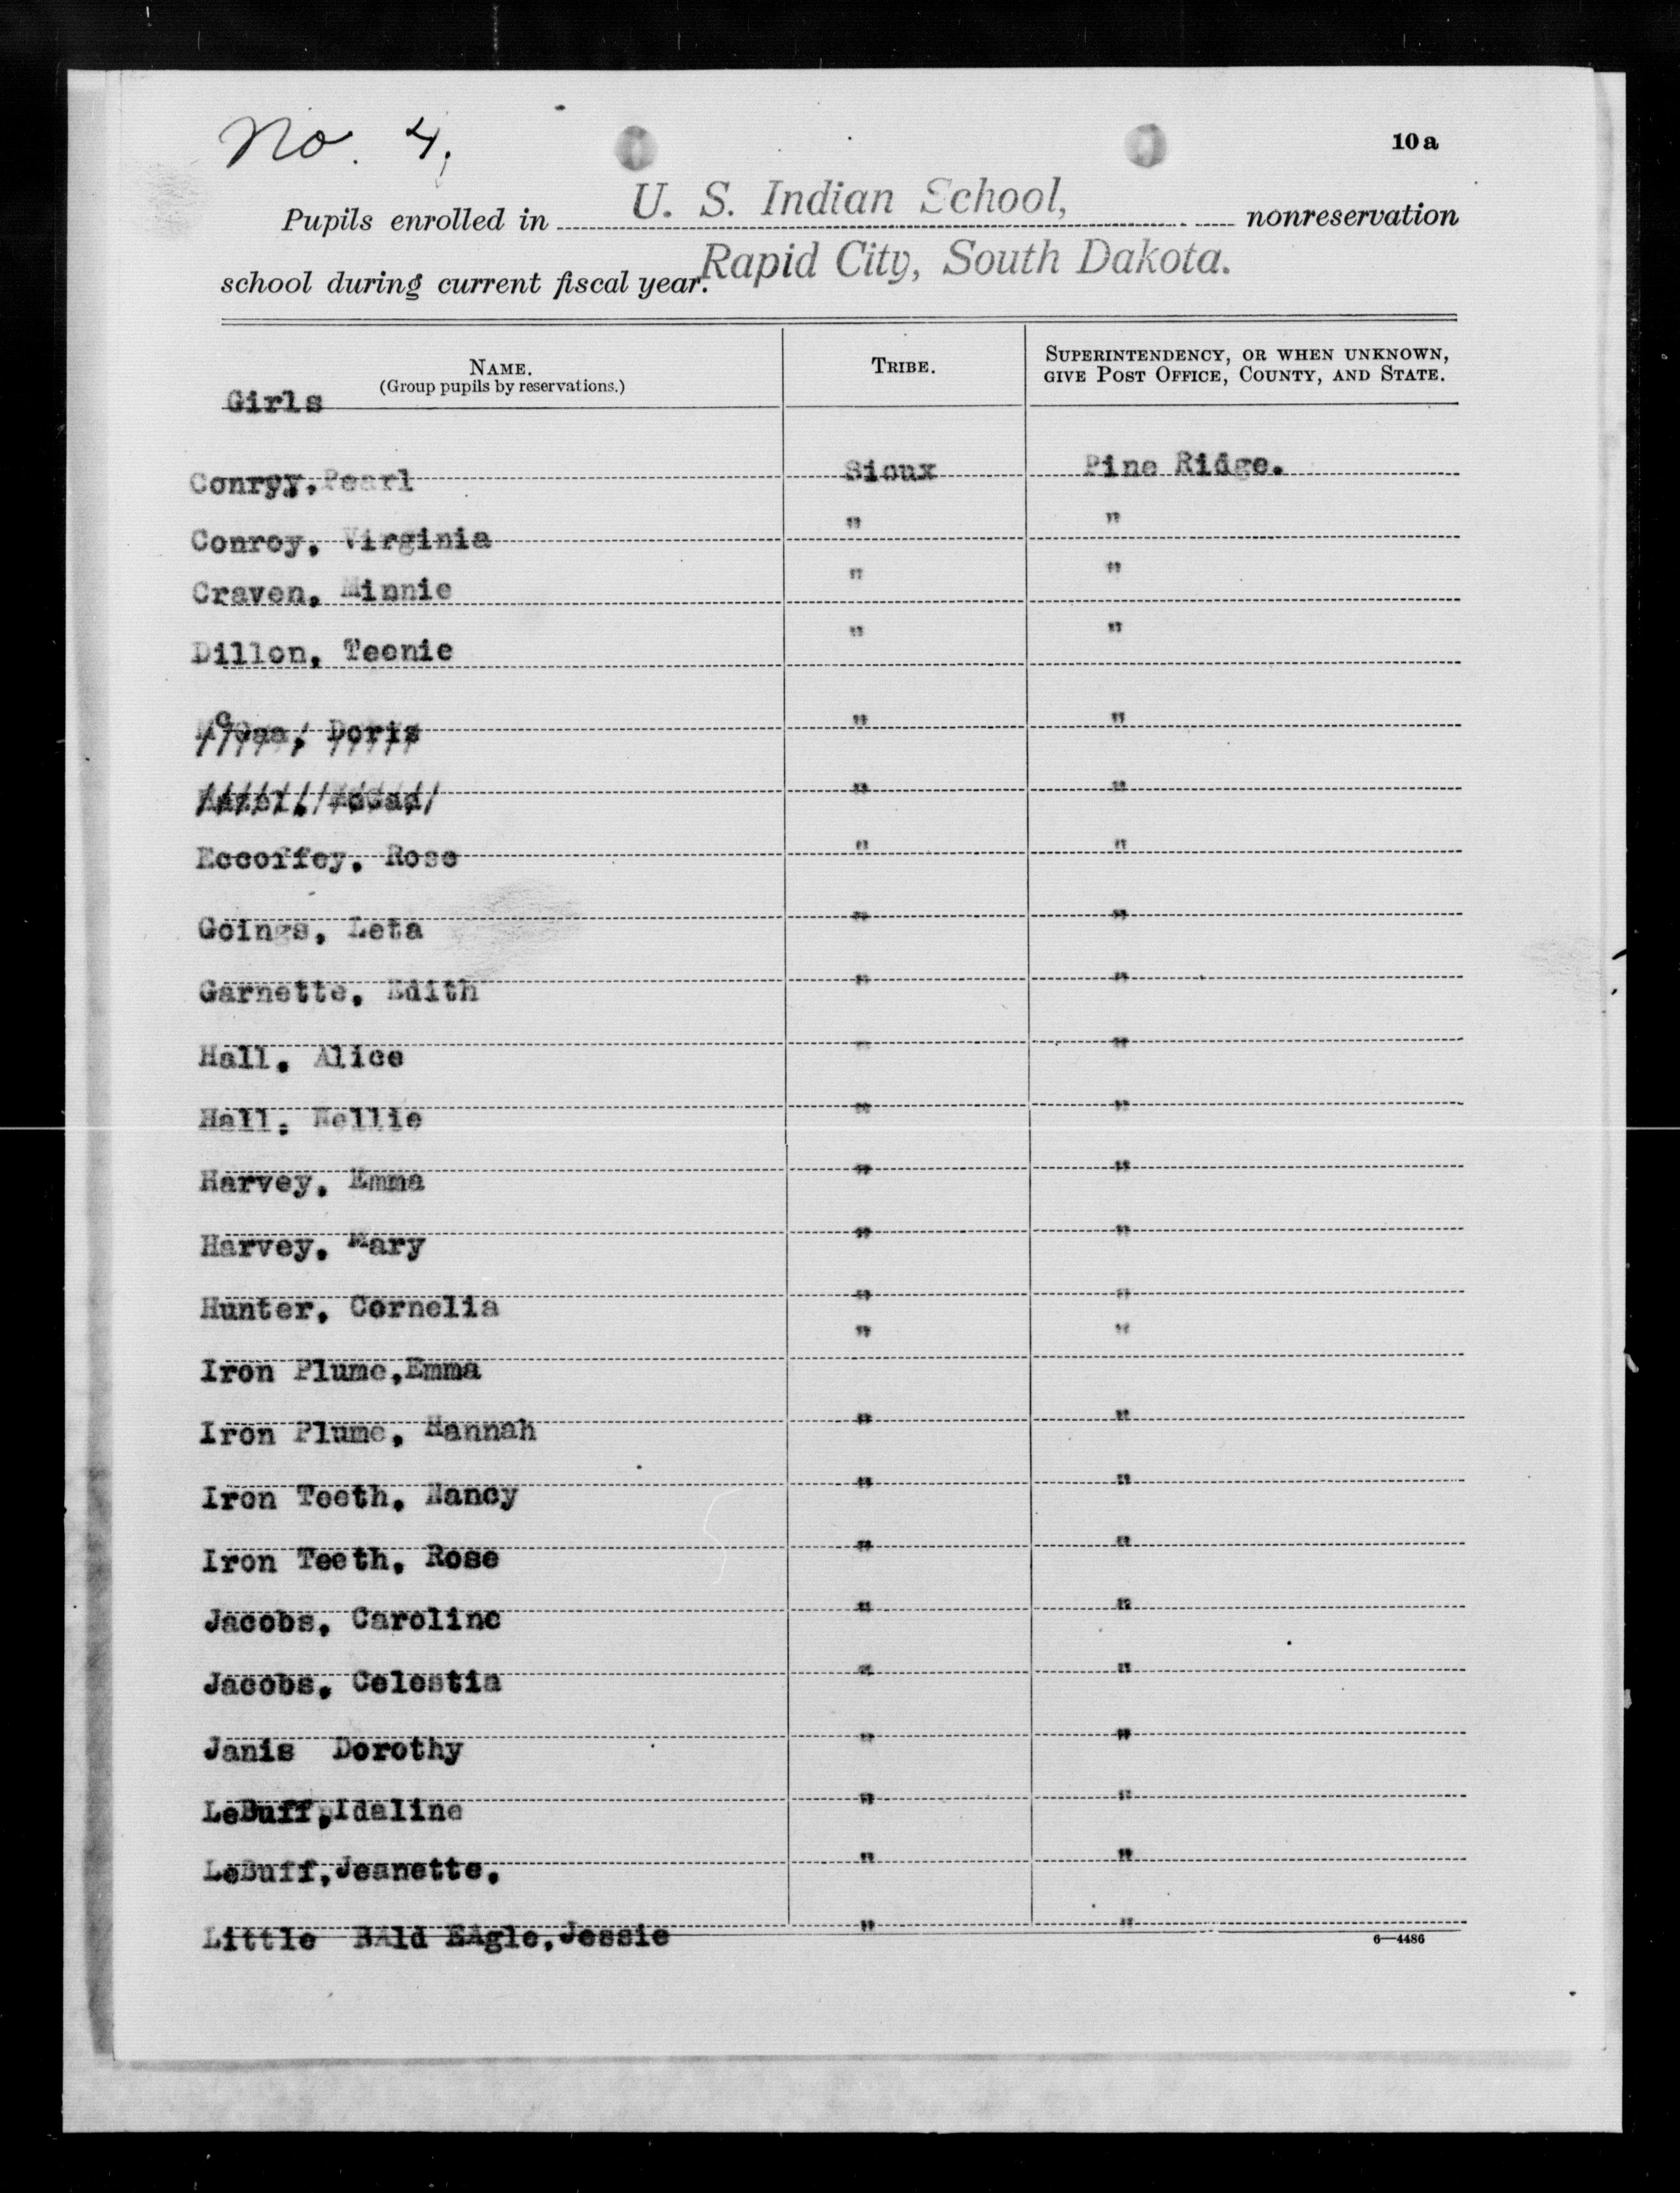 No. 4,
10a
Pupils enrolled in U. S. Indian School, nonreservation
school during current fiscal year. Rapid City, South Dakota.
NAME.
(Group pupils by reservations.)
TRIBE.
SUPERINTENDENCY, OR WHEN UNKNOWN,
GIVE POST OFFICE, COUNTY, AND STATE.
Girls
Conroy, Pearl Sioux Pine Ridge.
Conroy, Virginia " "
Craven, Minnie " "
Dillon, Teenie " "
Doris " "
" "
Eccoffey, Rose " "
Goings, Leta " "
Garnette, Edith " "
Hall, Alice " "
Hall, Nellie " "
Harvey, Emma " "
Harvey, Mary " "
Hunter, Cornelia " "
Iron Plume, Emma " "
Iron Plume, Hannah " "
Iron Teeth, Nancy " "
Iron Teeth, Rose " "
Jacobs, Caroline " "
Jacobs, Celestia " "
Janis Dorothy " "
LeBuff, Idaline " "
LeBuff, Jeanette. " "
Little BAld EAgle, Jessie " "
6—4486